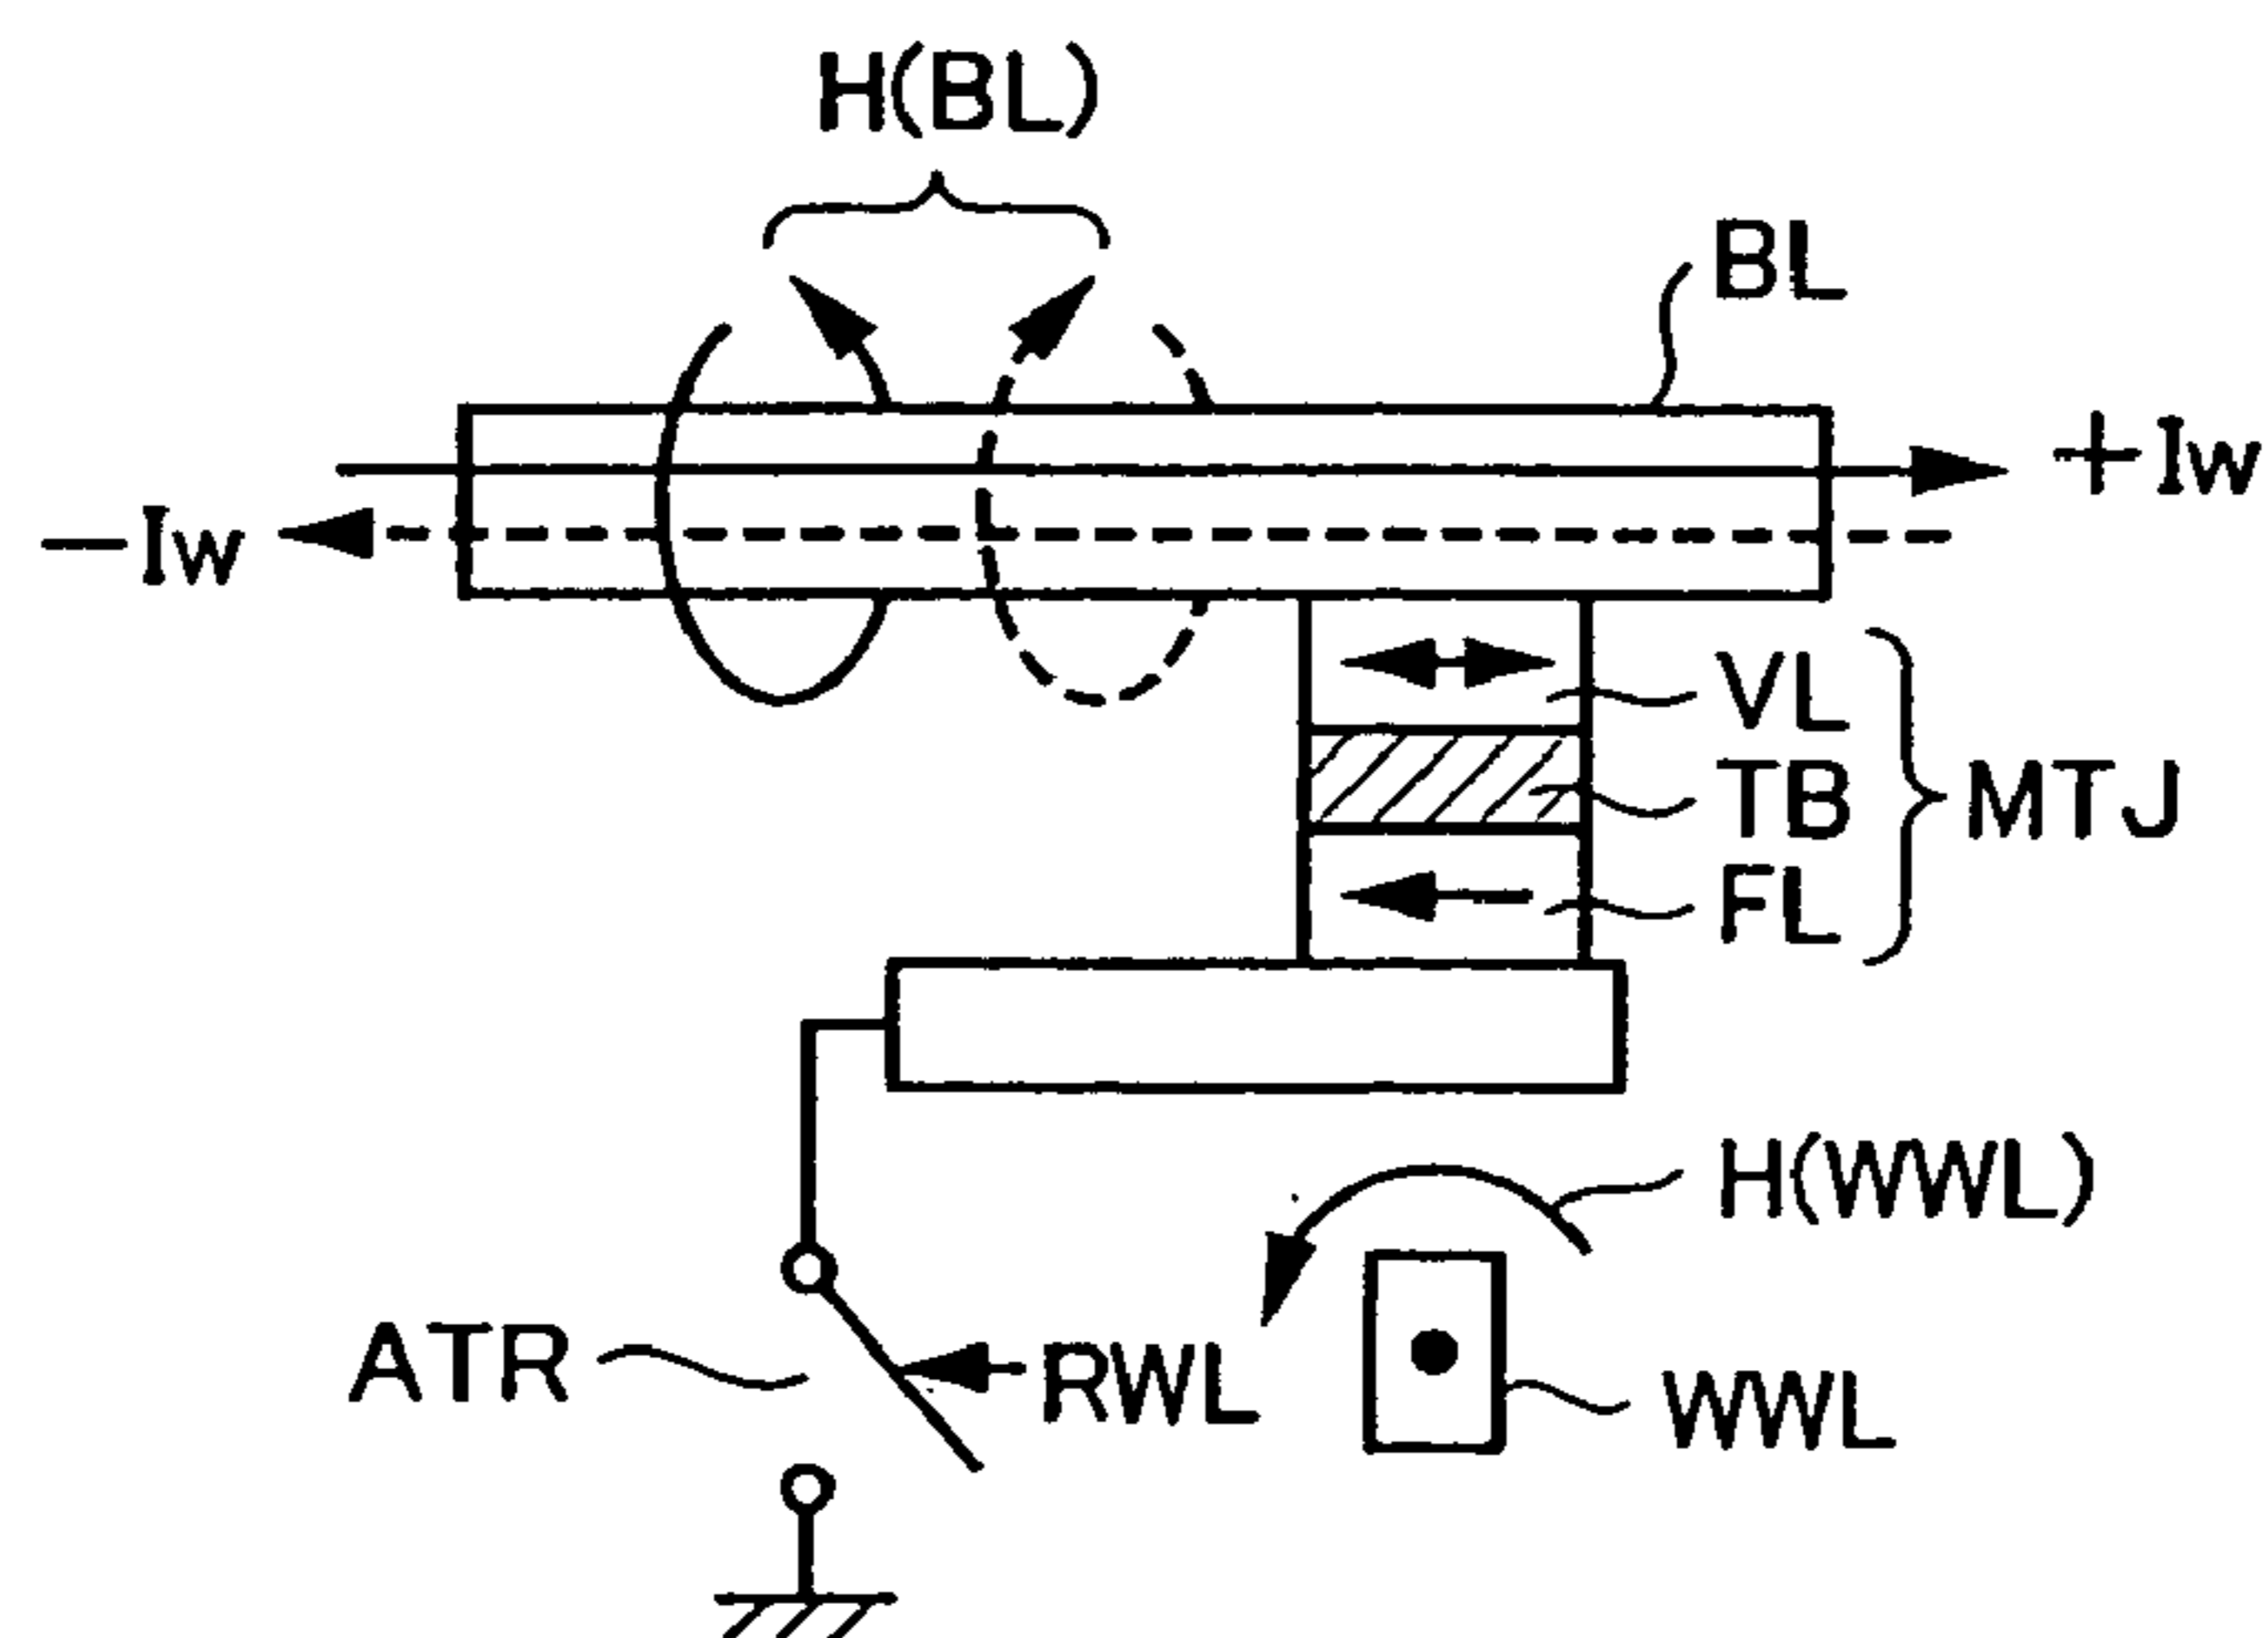 H(BL)
BL
+Iw
−Iw
VL
TB
MTJ
FL
H(WWL)
ATR
RWL
WWL